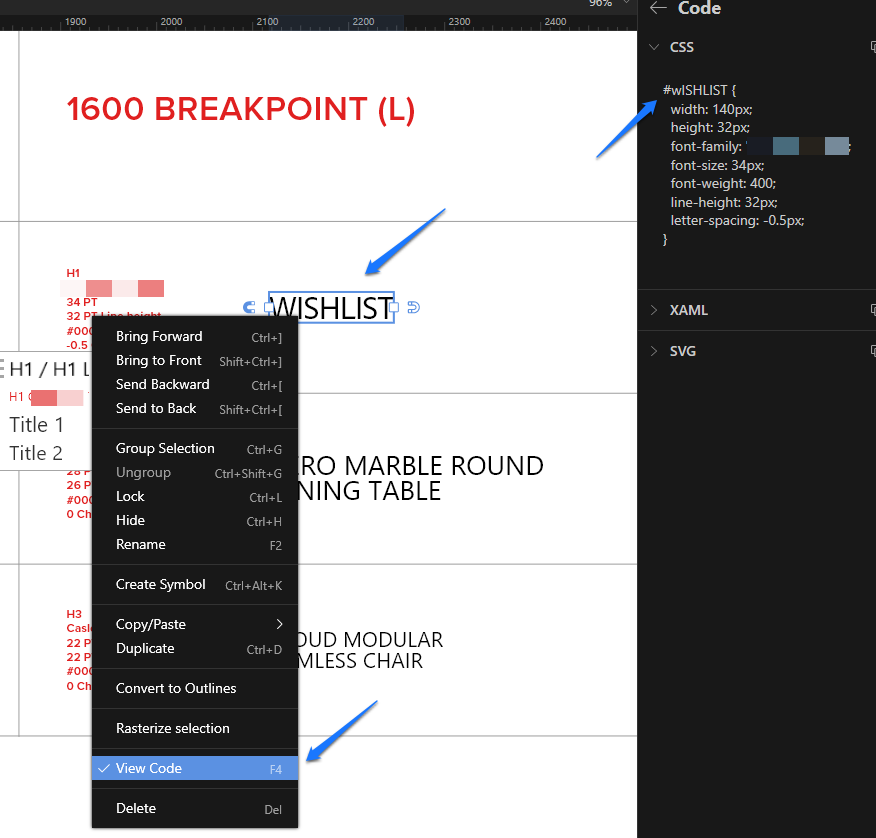 96%
Code
1900 2000 2100 2200 2300 2400
CSS
1600 BREAKPOINT (L)
#wISHLIST {
width: 140px;
height: 32px;
font-family:
font-size: 34px;
font-weight: 400;
line-height: 32px;
letter-spacing: -0.5px;
}
H1
34 PT
32 PT Line height
#000
-0.5
WISHLIST
XAML
SVG
H1 / H1 L
H1
Title 1
Title 2
28 P
26 P
#000
0 Ch
RO MARBLE ROUND
NING TABLE
H3
Caslo
22 P
22 P
#000
0 Ch
OUD MODULAR
MLESS CHAIR
Bring Forward Ctrl+]
Bring to Front Shift+Ctrl+]
Send Backward Ctrl+[
Send to Back Shift+Ctrl+[
Group Selection Ctrl+G
Ungroup Ctrl+Shift+G
Lock Ctrl+L
Hide Ctrl+H
Rename F2
Create Symbol Ctrl+Alt+K
Copy/Paste
Duplicate Ctrl+D
Convert to Outlines
Rasterize selection
View Code F4
Delete Del